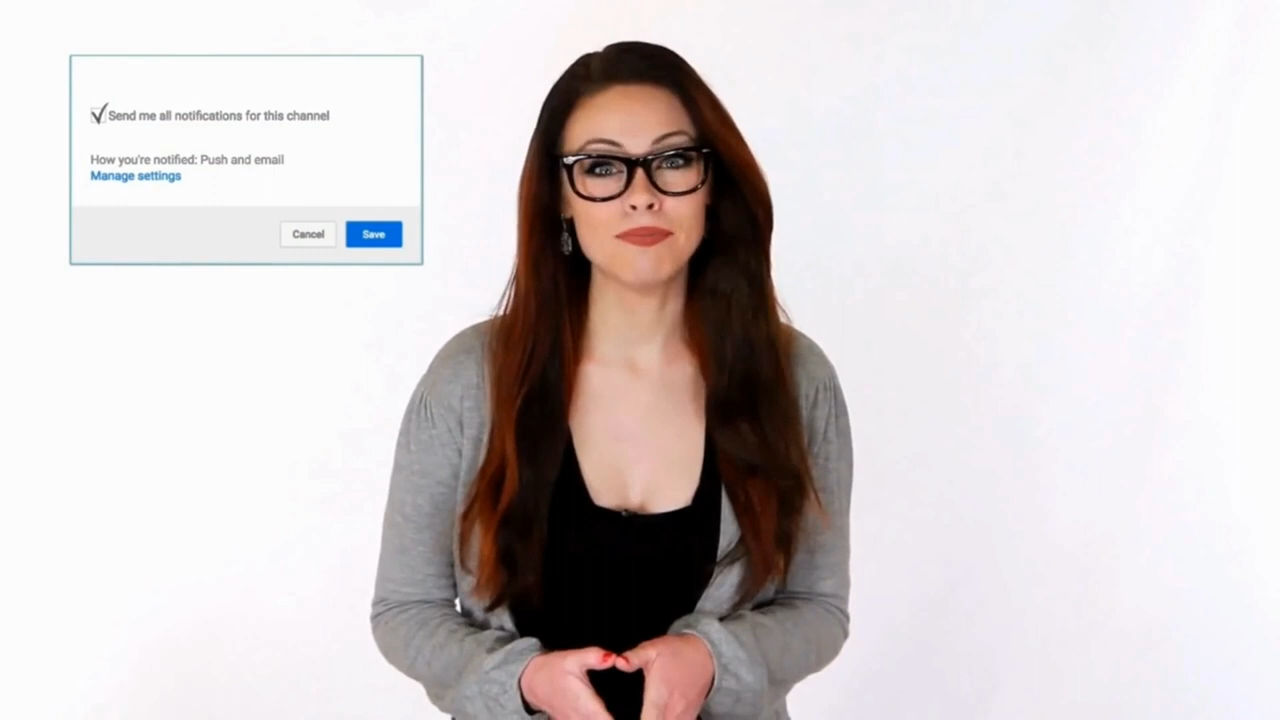 Send me all notifications for this channel
How you're notified: Push and email
Manage settings
Cancel
Save